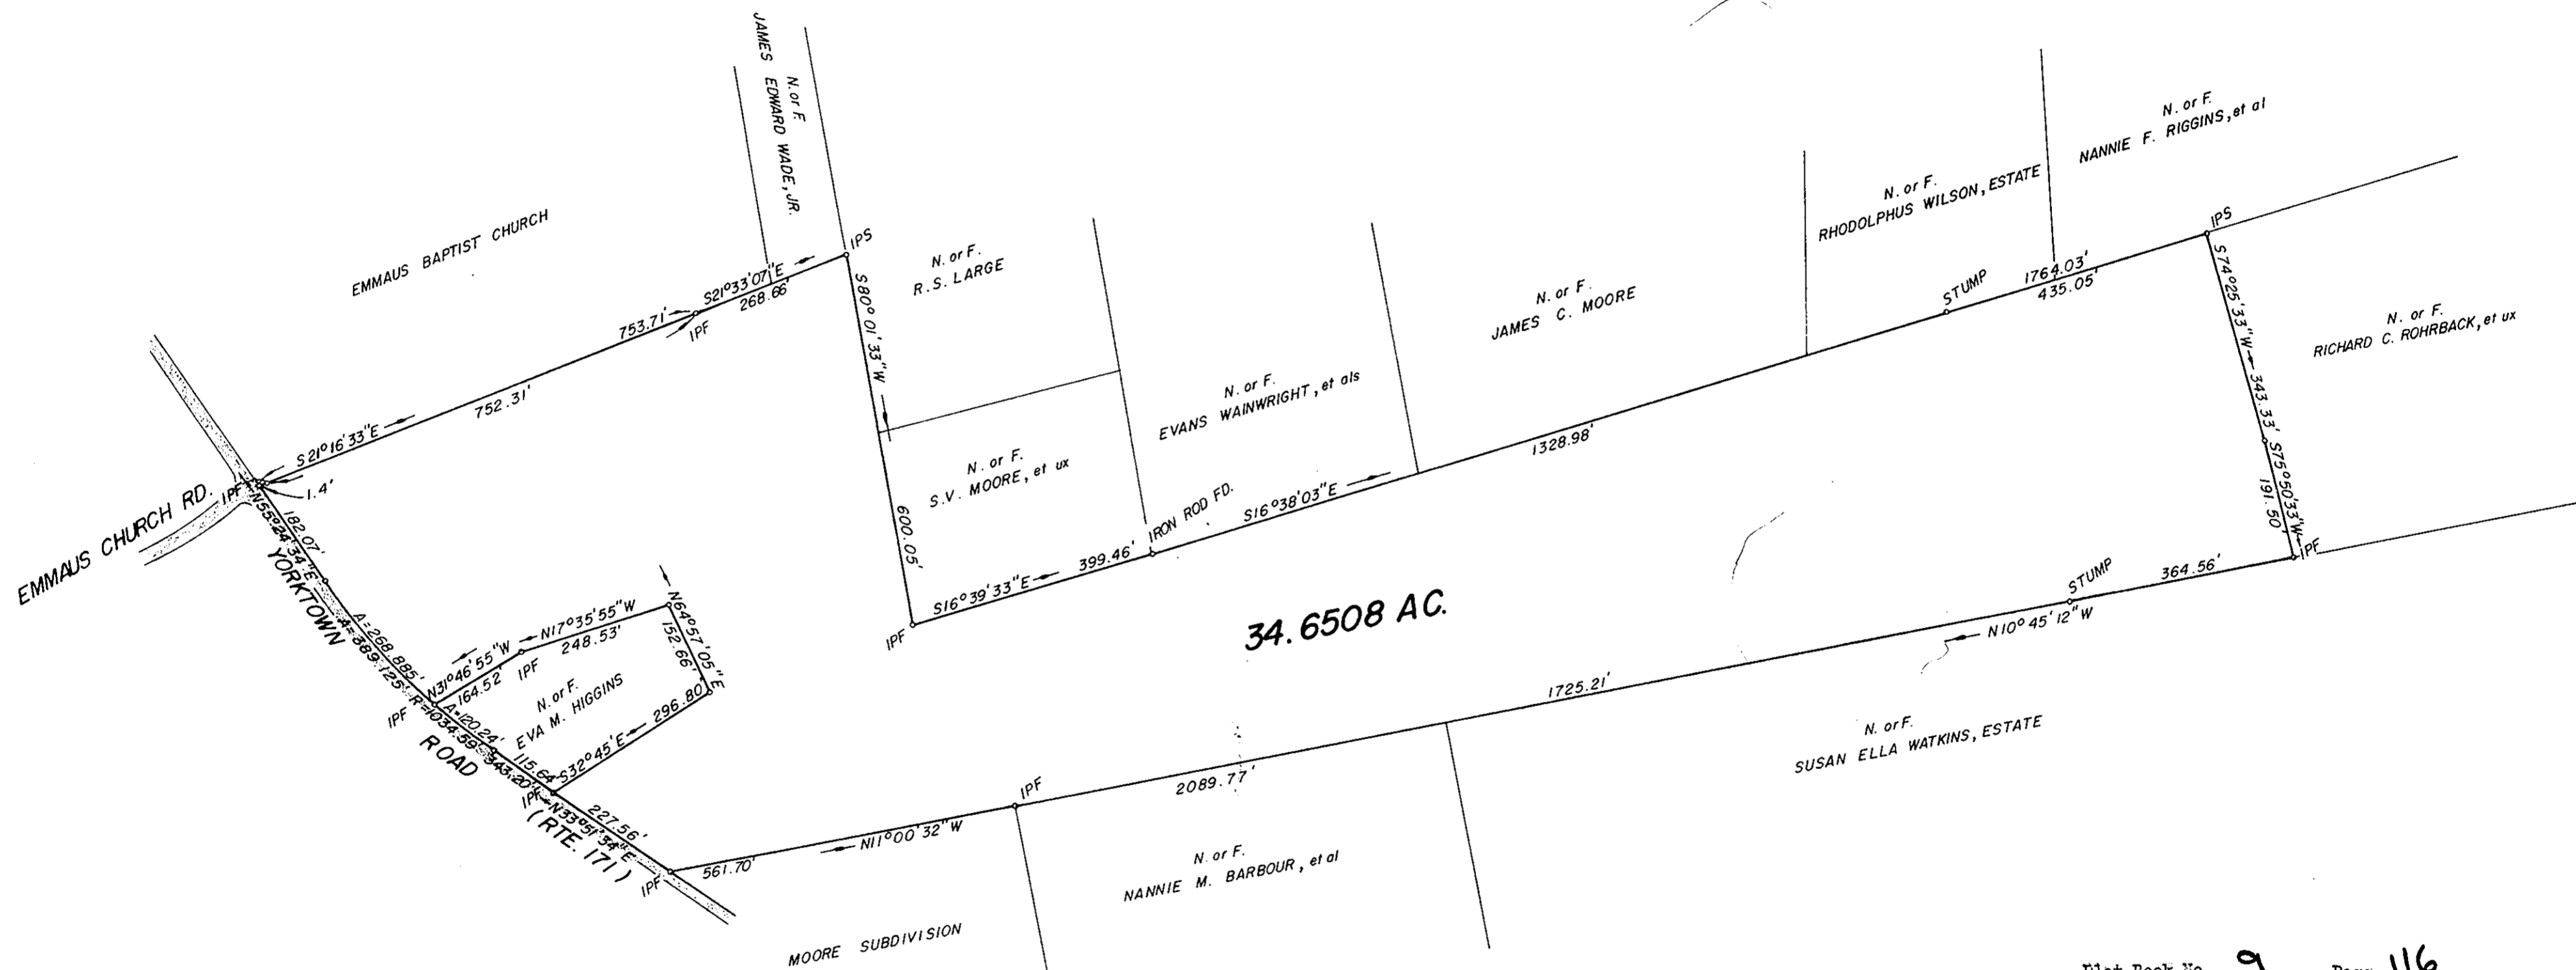 N. or F.
JAMES EDWARD WADE, JR.
EMMAUS BAPTIST CHURCH
N. or F.
R.S. LARGE
N. or F.
S.V. MOORE, et ux
N. or F.
EVANS WAINWRIGHT, et als
N. or F.
JAMES C. MOORE
N. or F.
RHODOLPHUS WILSON, ESTATE
N. or F.
NANNIE F. RIGGINS, et al
N. or F.
RICHARD C. ROHRBACK, et ux
753.71'
IPF
S21°33'07"E
268.66'
IPS
752.31'
S21°16'33"E
1.4'
IPF
EMMAUS CHURCH RD.
S80°01'33"W
600.05'
IPF
S16°39'33"E
399.46'
IRON ROD FD.
S16°38'03"E
1328.98'
STUMP
1764.03'
435.05'
IPS
S74°25'33"W
343.33'
S75°50'33"W
191.50'
IPF
364.56'
STUMP
N10°45'12"W
1725.21'
34.6508 AC.
2089.77'
IPF
N11°00'32"W
561.70'
IPF
N55°24'34"E
182.07'
YORKTOWN
ROAD
(RTE. 171)
A=268.885'
A=389.125'
R=1034.59'
IPF
N31°46'55"W
164.52'
IPF
N17°35'55"W
248.53'
N64°57'05"E
152.66'
296.80'
S32°45'E
N. or F.
EVA M. HIGGINS
A=120.24'
115.64'
343.20'
IPF
227.56'
N33°51'34"E
MOORE SUBDIVISION
N. or F.
NANNIE M. BARBOUR, et al
N. or F.
SUSAN ELLA WATKINS, ESTATE
Plat Book No. 9 Page 116